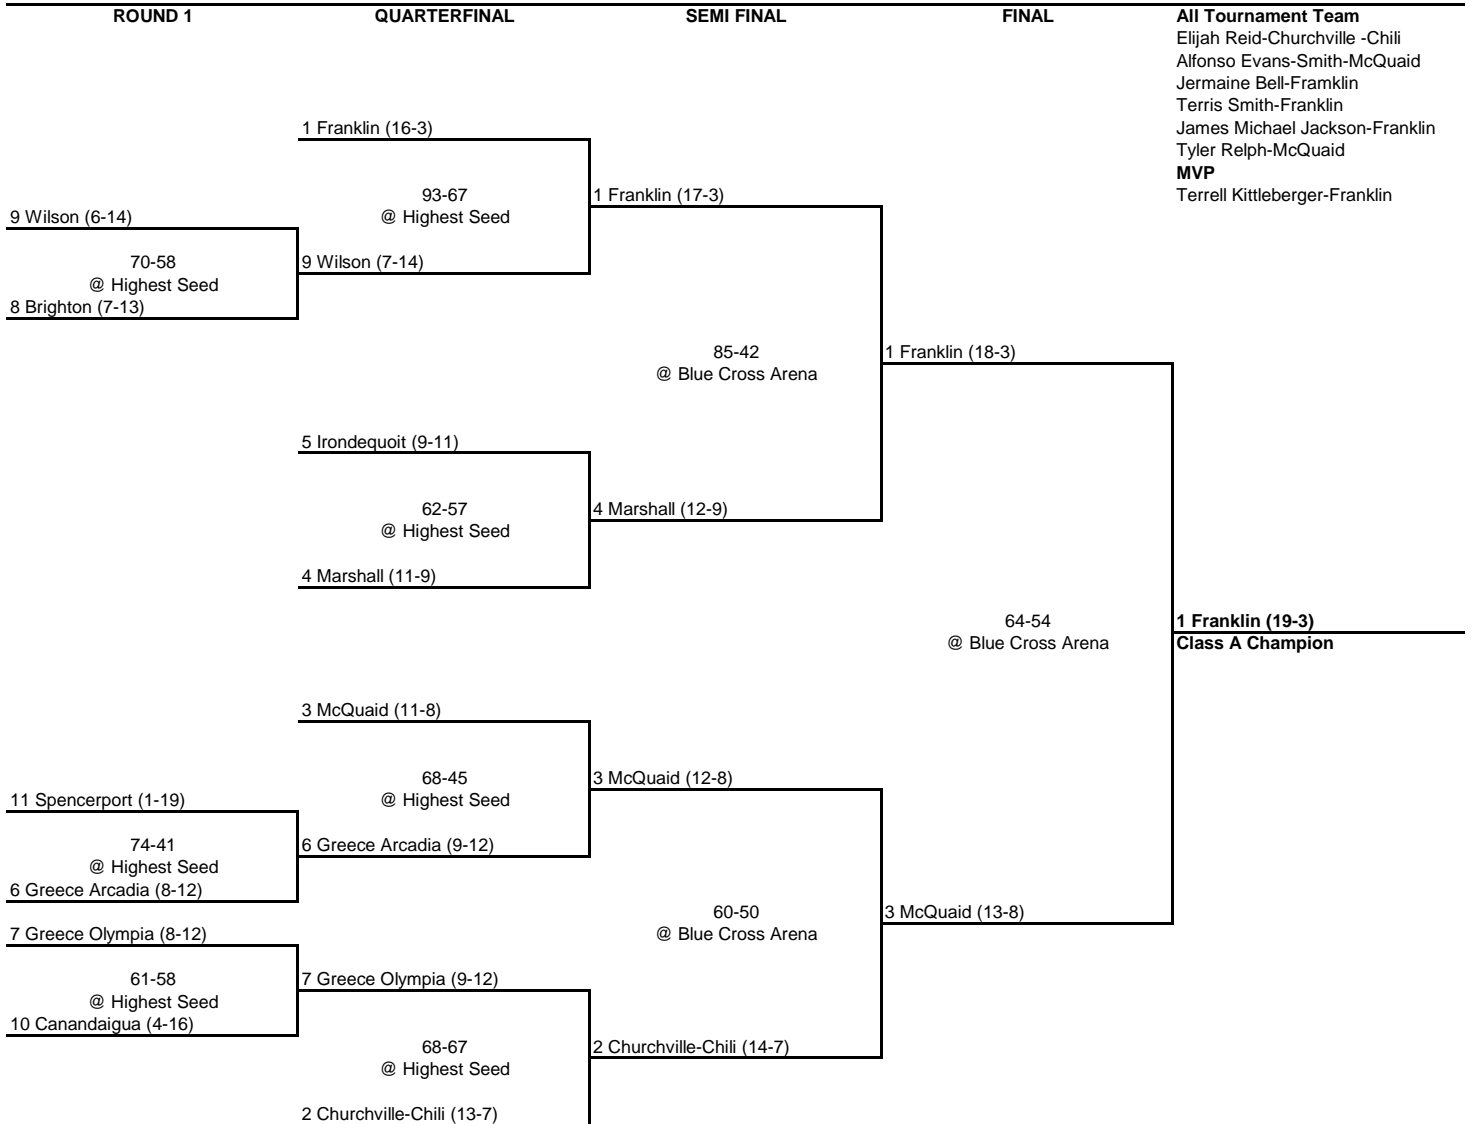 ROUND 1
QUARTERFINAL
SEMI FINAL
FINAL
All Tournament Team
Elijah Reid-Churchville -Chili
Alfonso Evans-Smith-McQuaid
Jermaine Bell-Framklin
Terris Smith-Franklin
James Michael Jackson-Franklin
Tyler Relph-McQuaid
MVP
Terrell Kittleberger-Franklin
1 Franklin (16-3)
93-67
@ Highest Seed
1 Franklin (17-3)
9 Wilson (6-14)
70-58
@ Highest Seed
9 Wilson (7-14)
8 Brighton (7-13)
85-42
@ Blue Cross Arena
1 Franklin (18-3)
5 Irondequoit (9-11)
62-57
@ Highest Seed
4 Marshall (12-9)
4 Marshall (11-9)
64-54
@ Blue Cross Arena
1 Franklin (19-3)
Class A Champion
3 McQuaid (11-8)
68-45
@ Highest Seed
3 McQuaid (12-8)
11 Spencerport (1-19)
74-41
@ Highest Seed
6 Greece Arcadia (9-12)
6 Greece Arcadia (8-12)
60-50
@ Blue Cross Arena
3 McQuaid (13-8)
7 Greece Olympia (8-12)
61-58
@ Highest Seed
7 Greece Olympia (9-12)
10 Canandaigua (4-16)
68-67
@ Highest Seed
2 Churchville-Chili (14-7)
2 Churchville-Chili (13-7)